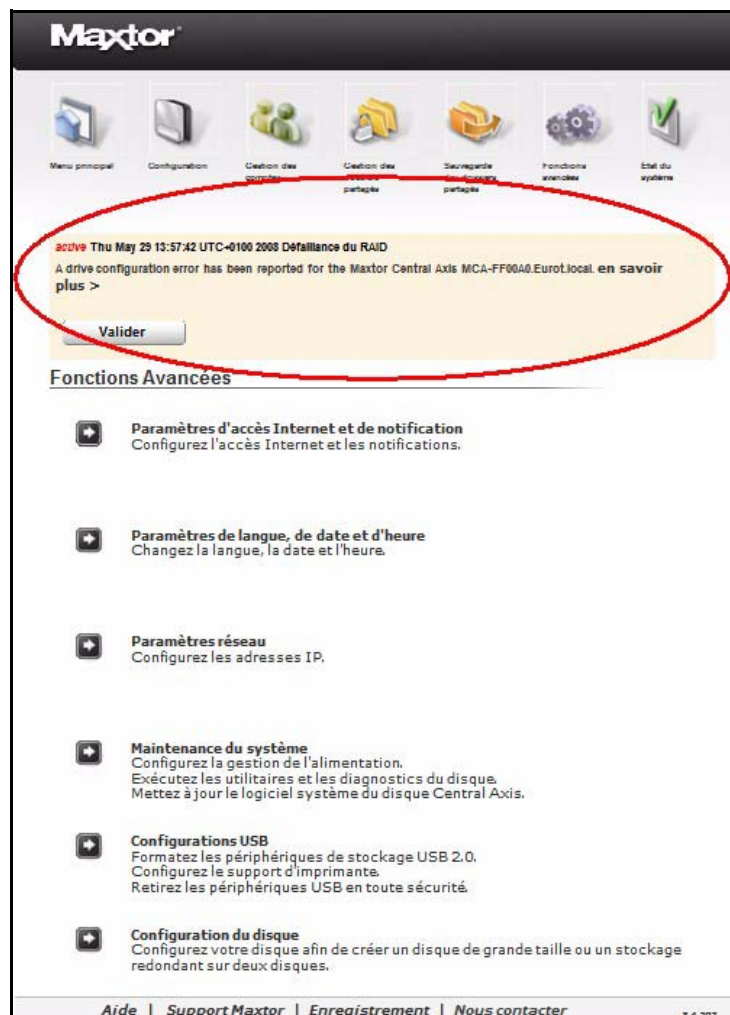 Maxtor
Menu principal
Configuration
Gestion des
comptes
Gestion des
partagés
Sauvegarde
partagés
Fonctions
avancées
Etat du
système
active Thu May 29 13:57:42 UTC+0100 2008 Défaillance du RAID
A drive configuration error has been reported for the Maxtor Central Axis MCA-FF00A0.Eurot.local. en savoir
plus >
Valider
Fonctions Avancées
Paramètres d'accès Internet et de notification
Configurez l'accès Internet et les notifications.
Paramètres de langue, de date et d'heure
Changez la langue, la date et l'heure.
Paramètres réseau
Configurez les adresses IP.
Maintenance du système
Configurez la gestion de l'alimentation.
Exécutez les utilitaires et les diagnostics du disque.
Mettez à jour le logiciel système du disque Central Axis.
Configurations USB
Formatez les périphériques de stockage USB 2.0.
Configurez le support d'imprimante.
Retirez les périphériques USB en toute sécurité.
Configuration du disque
Configurez votre disque afin de créer un disque de grande taille ou un stockage
redondant sur deux disques.
Aide | Support Maxtor | Enregistrement | Nous contacter